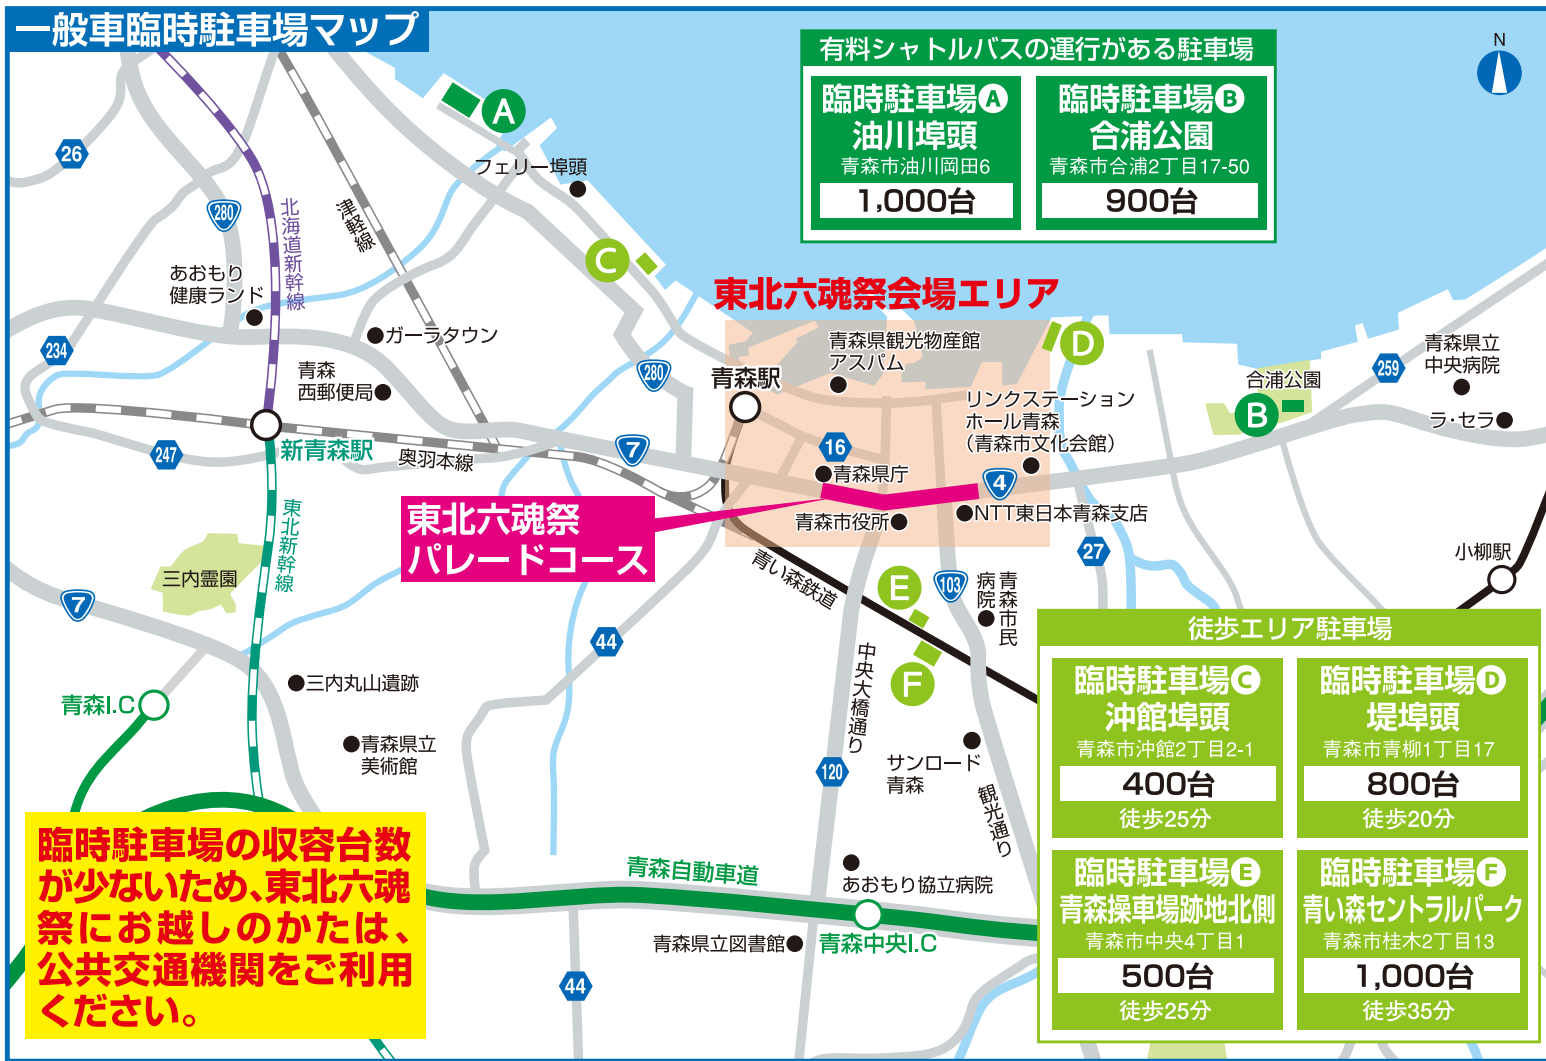 一般車臨時駐車場マップ
有料シャトルバスの運行がある駐車場
臨時駐車場A
油川埠頭
青森市油川岡田6
1,000台
臨時駐車場B
合浦公園
青森市合浦2丁目17-50
900台
N
A
26
フェリー埠頭
280
北海道新幹線
津軽線
C
あおもり
健康ランド
東北六魂祭会場エリア
ガーラタウン
234
青森
西郵便局
280
青森駅
青森県観光物産館
アスパム
D
リンクステーション
ホール青森
(青森市文化会館)
合浦公園
B
259
青森県立
中央病院
ラ・セラ
247
新青森駅
奥羽本線
7
16
青森県庁
4
東北六魂祭
パレードコース
青森市役所
NTT東日本青森支店
東北新幹線
三内霊園
7
青い森鉄道
27
小柳駅
E
103
青森市民
病院
44
F
中央大橋通り
三内丸山遺跡
青森I.C
青森県立
美術館
120
サンロード
青森
観光通り
徒歩エリア駐車場
臨時駐車場C
沖館埠頭
青森市沖館2丁目2-1
400台
徒歩25分
臨時駐車場D
堤埠頭
青森市青柳1丁目17
800台
徒歩20分
臨時駐車場E
青森操車場跡地北側
青森市中央4丁目1
500台
徒歩25分
臨時駐車場F
青い森セントラルパーク
青森市桂木2丁目13
1,000台
徒歩35分
臨時駐車場の収容台数
が少ないため、東北六魂
祭にお越しのかたは、
公共交通機関をご利用
ください。
青森自動車道
あおもり協立病院
青森県立図書館
青森中央I.C
44